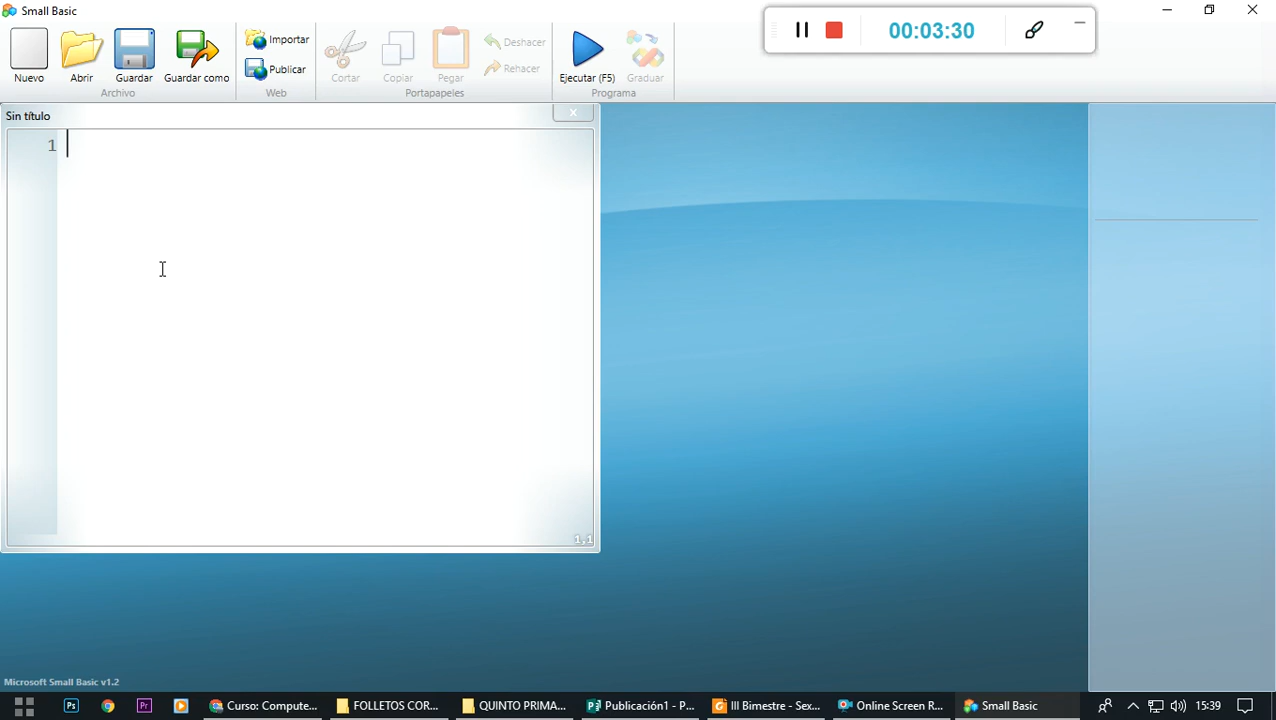 Small Basic
Nuevo
Abrir
Guardar
Guardar como
Archivo
Importar
Publicar
Web
Cortar
Copiar
Pegar
Portapapeles
Deshacer
Rehacer
Ejecutar (F5)
Graduar
Programa
00:03:30
Sin título
1
1,1
Microsoft Small Basic v1.2
Ps
Pr
Curso: Compute...
FOLLETOS COR...
QUINTO PRIMA...
Publicación1 - P...
III Bimestre - Sex...
Online Screen R...
Small Basic
15:39